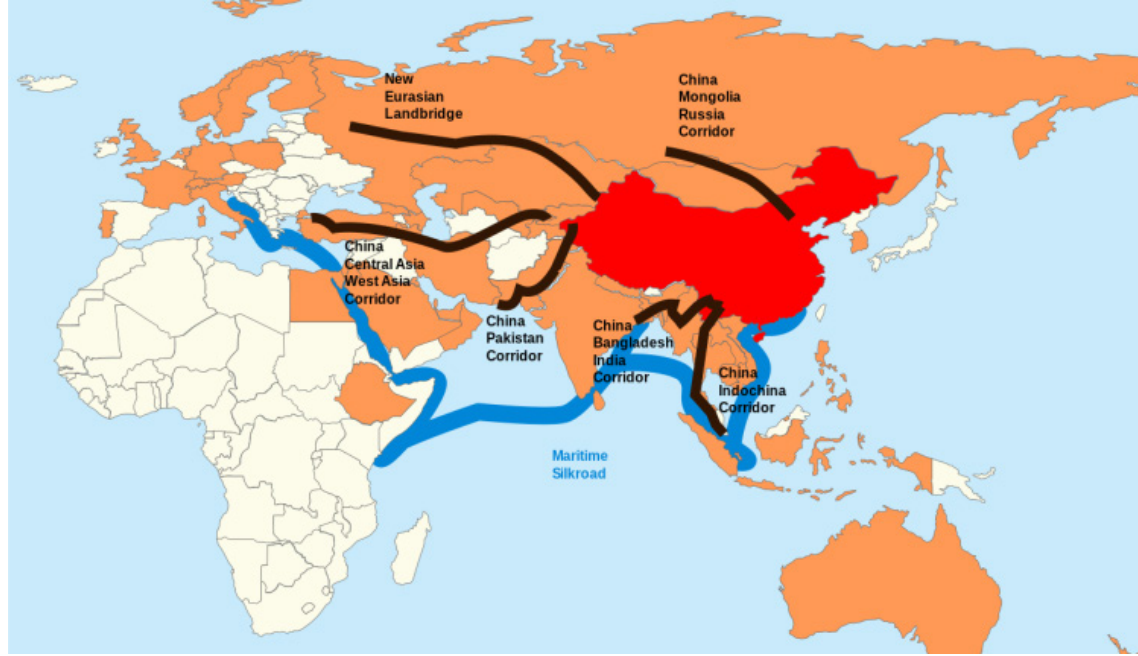 New
Eurasian
Landbridge
China
Mongolia
Russia
Corridor
China
Central Asia
West Asia
Corridor
China
Pakistan
Corridor
China
Bangladesh
India
Corridor
China
Indochina
Corridor
Maritime
Silkroad